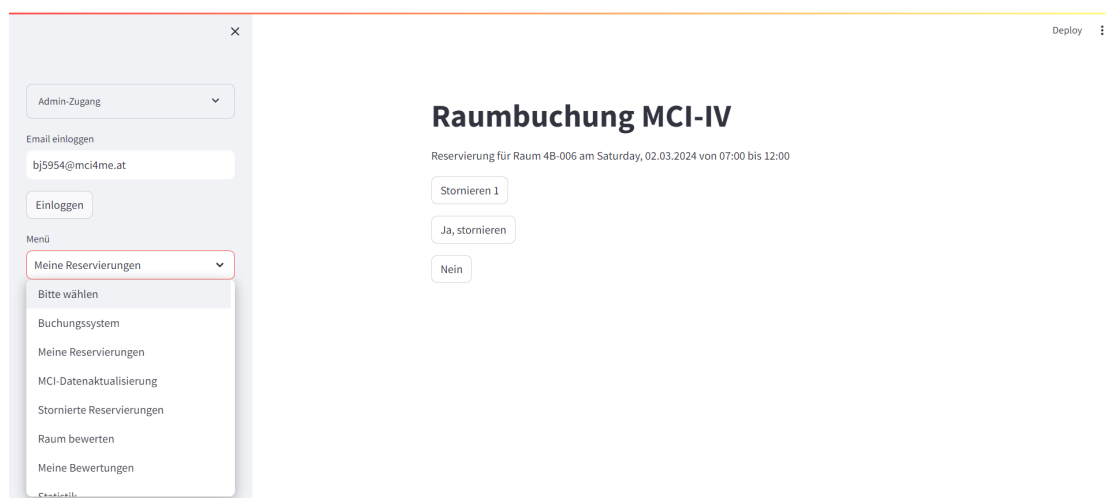 Deploy
Admin-Zugang
Email einloggen
bj5954@mci4me.at
Einloggen
Menü
Meine Reservierungen
Bitte wählen
Buchungssystem
Meine Reservierungen
MCI-Datenaktualisierung
Stornierte Reservierungen
Raum bewerten
Meine Bewertungen
Statistik
Raumbuchung MCI-IV
Reservierung für Raum 4B-006 am Saturday, 02.03.2024 von 07:00 bis 12:00
Stornieren 1
Ja, stornieren
Nein